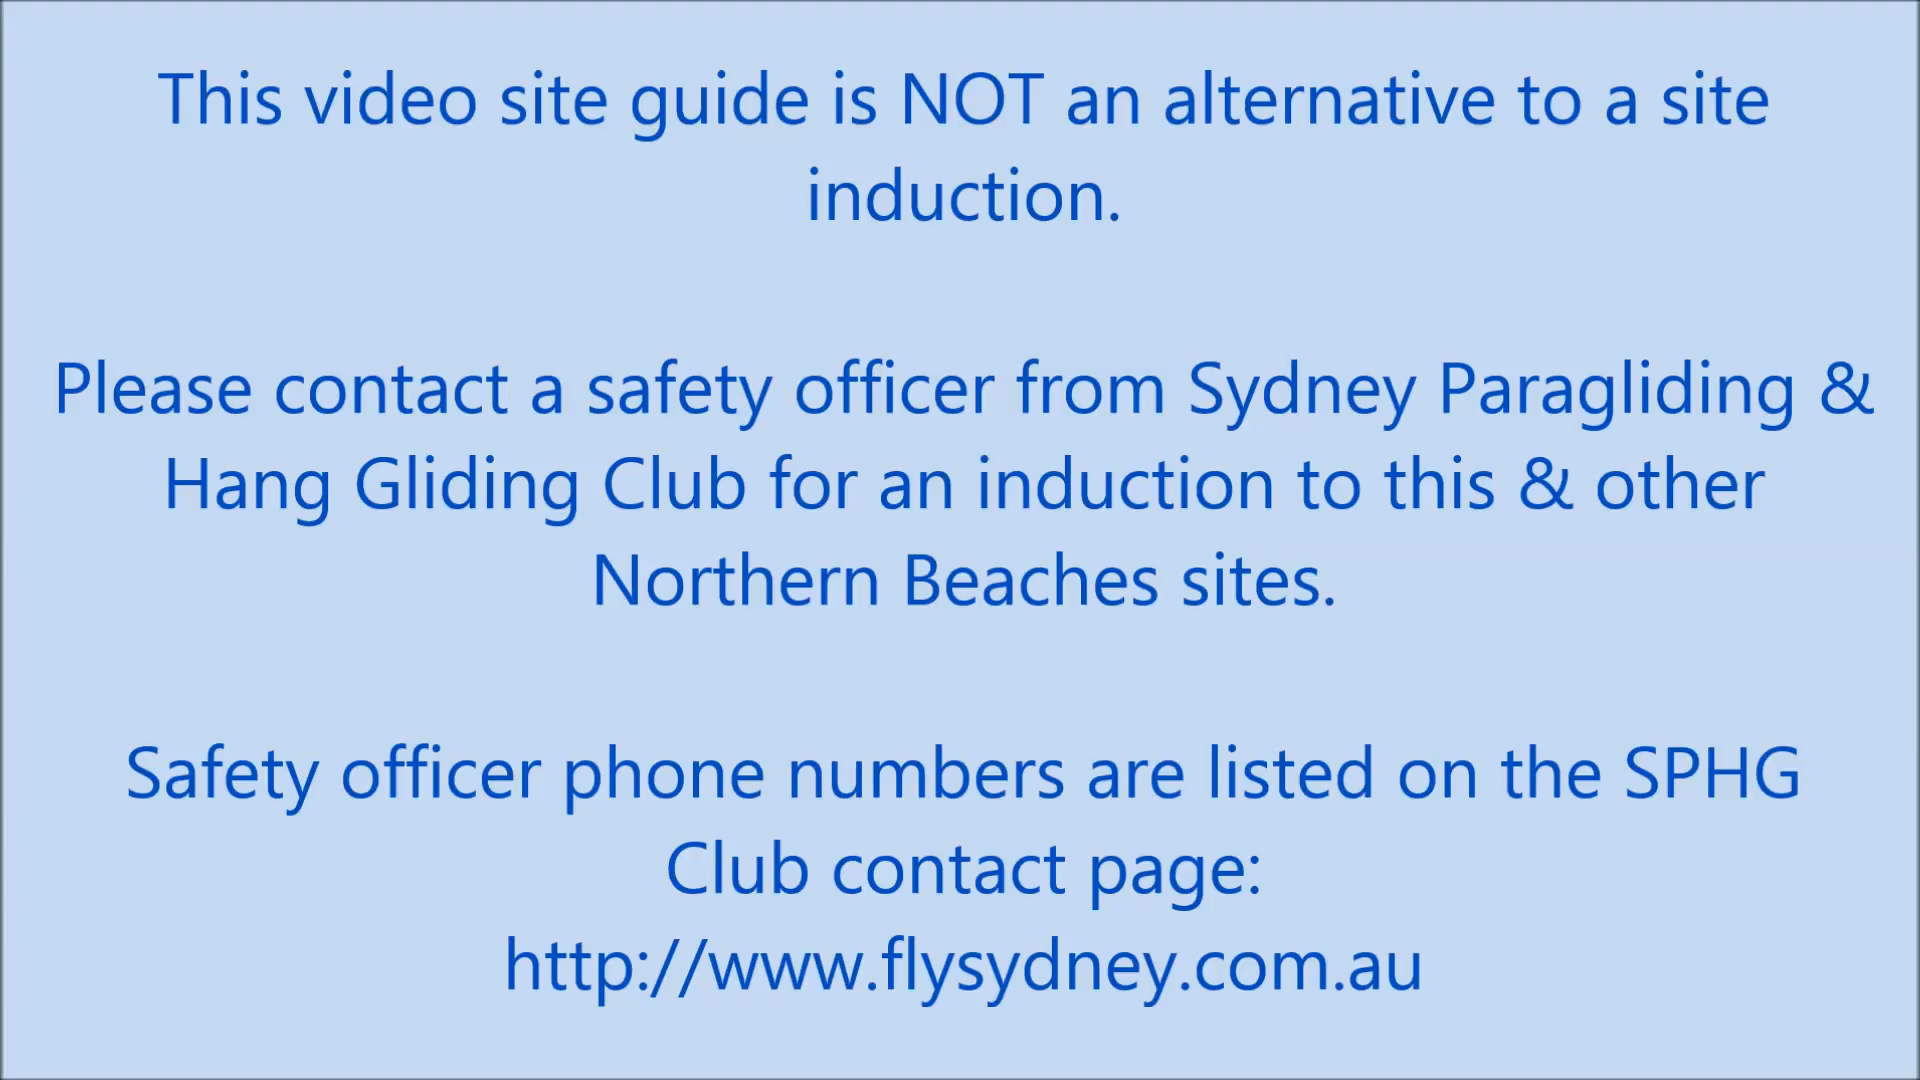 This video site guide is NOT an alternative to a site
induction.
Please contact a safety officer from Sydney Paragliding &
Hang Gliding Club for an induction to this & other
Northern Beaches sites.
Safety officer phone numbers are listed on the SPHG
Club contact page:
http://www.flysydney.com.au